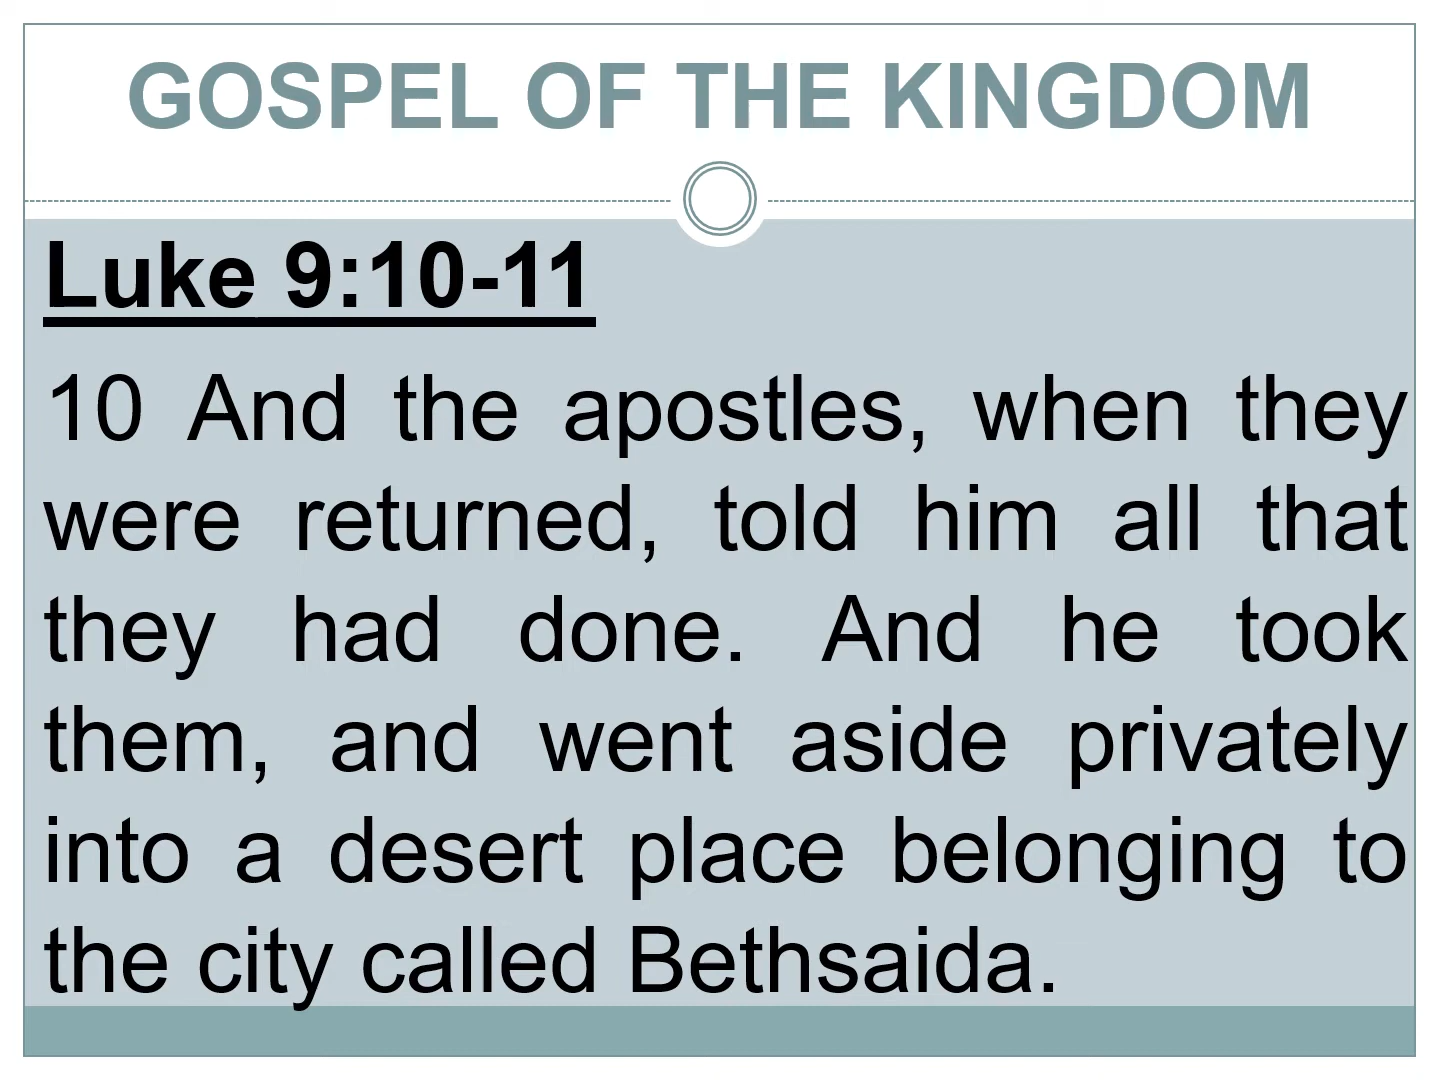 GOSPEL OF THE KINGDOM
Luke 9:10-11
10 And the apostles, when they
were returned, told him all that
they had done. And he took
them, and went aside privately
into a desert place belonging to
the city called Bethsaida.